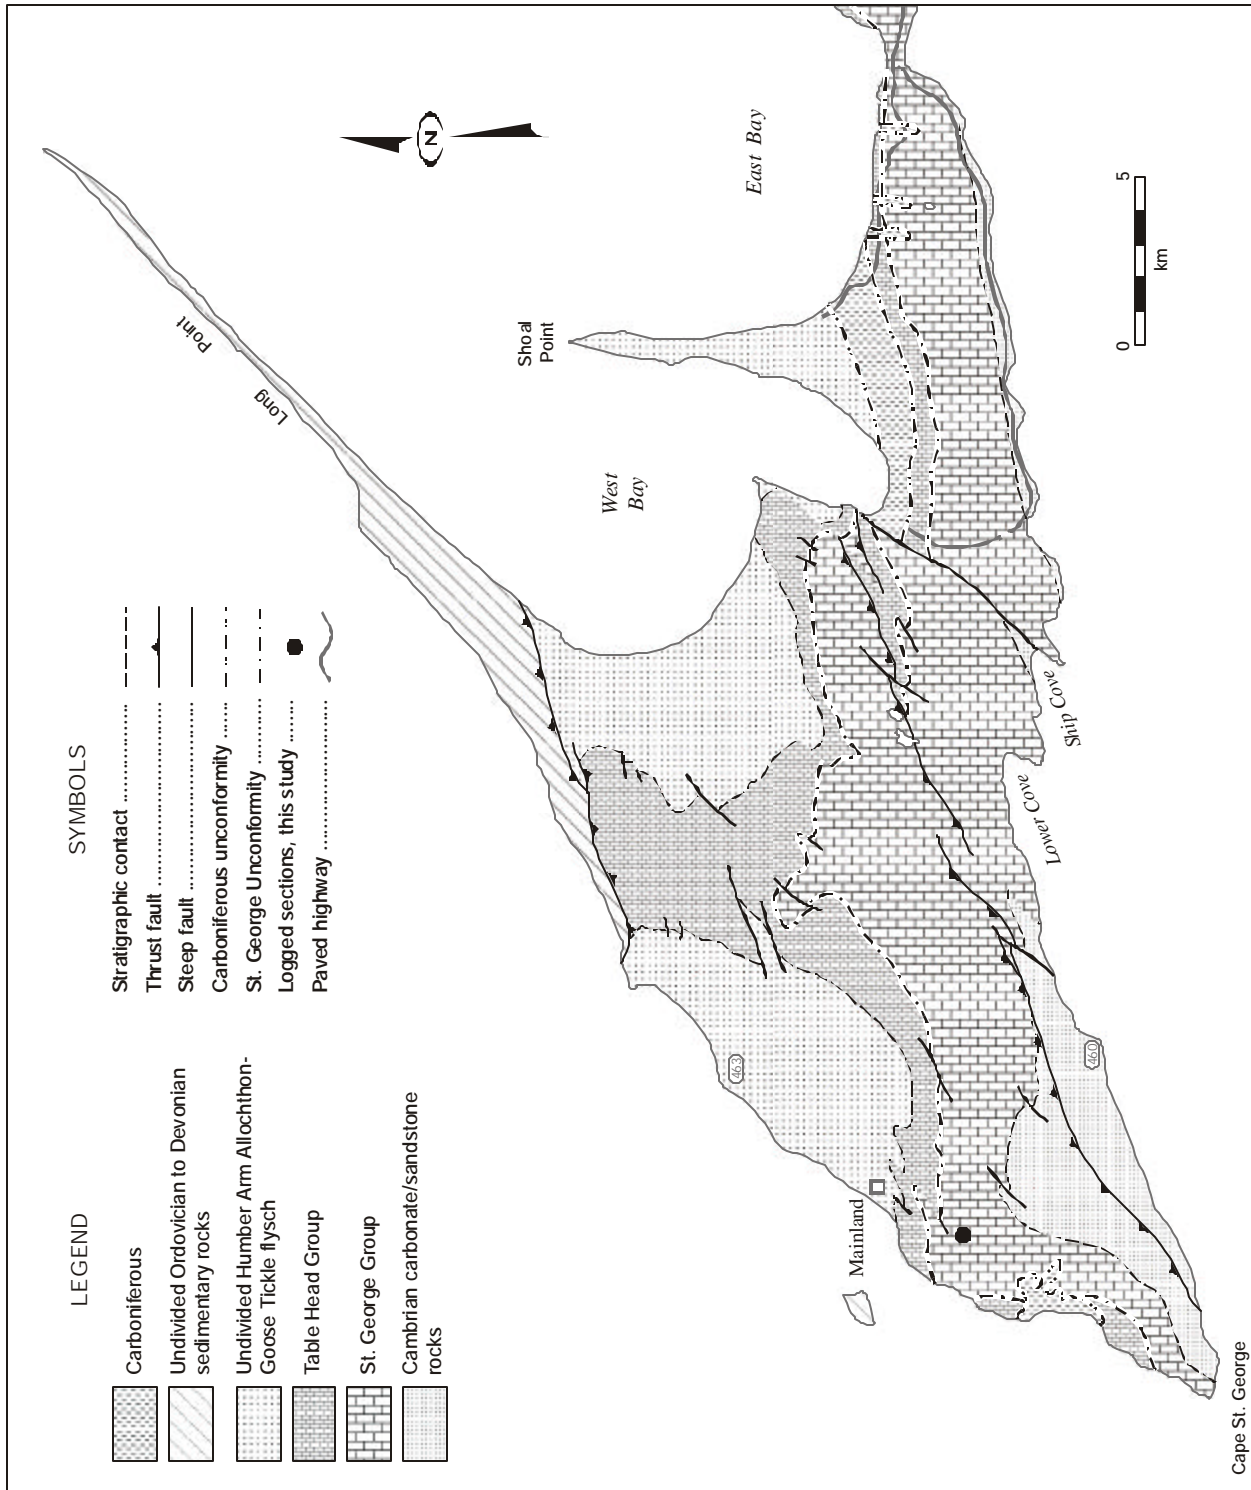 LEGEND
Carboniferous
Undivided Ordovician to Devonian
sedimentary rocks
Undivided Humber Arm Allochthon-
Goose Tickle flysch
Table Head Group
St. George Group
Cambrian carbonate/sandstone
rocks
SYMBOLS
Stratigraphic contact
Thrust fault
Steep fault
Carboniferous unconformity
St. George Unconformity
Logged sections, this study
Paved highway
N
Long
Point
Shoal
Point
West
Bay
East Bay
463
Mainland
460
Lower Cove
Ship Cove
Cape St. George
0
5
km